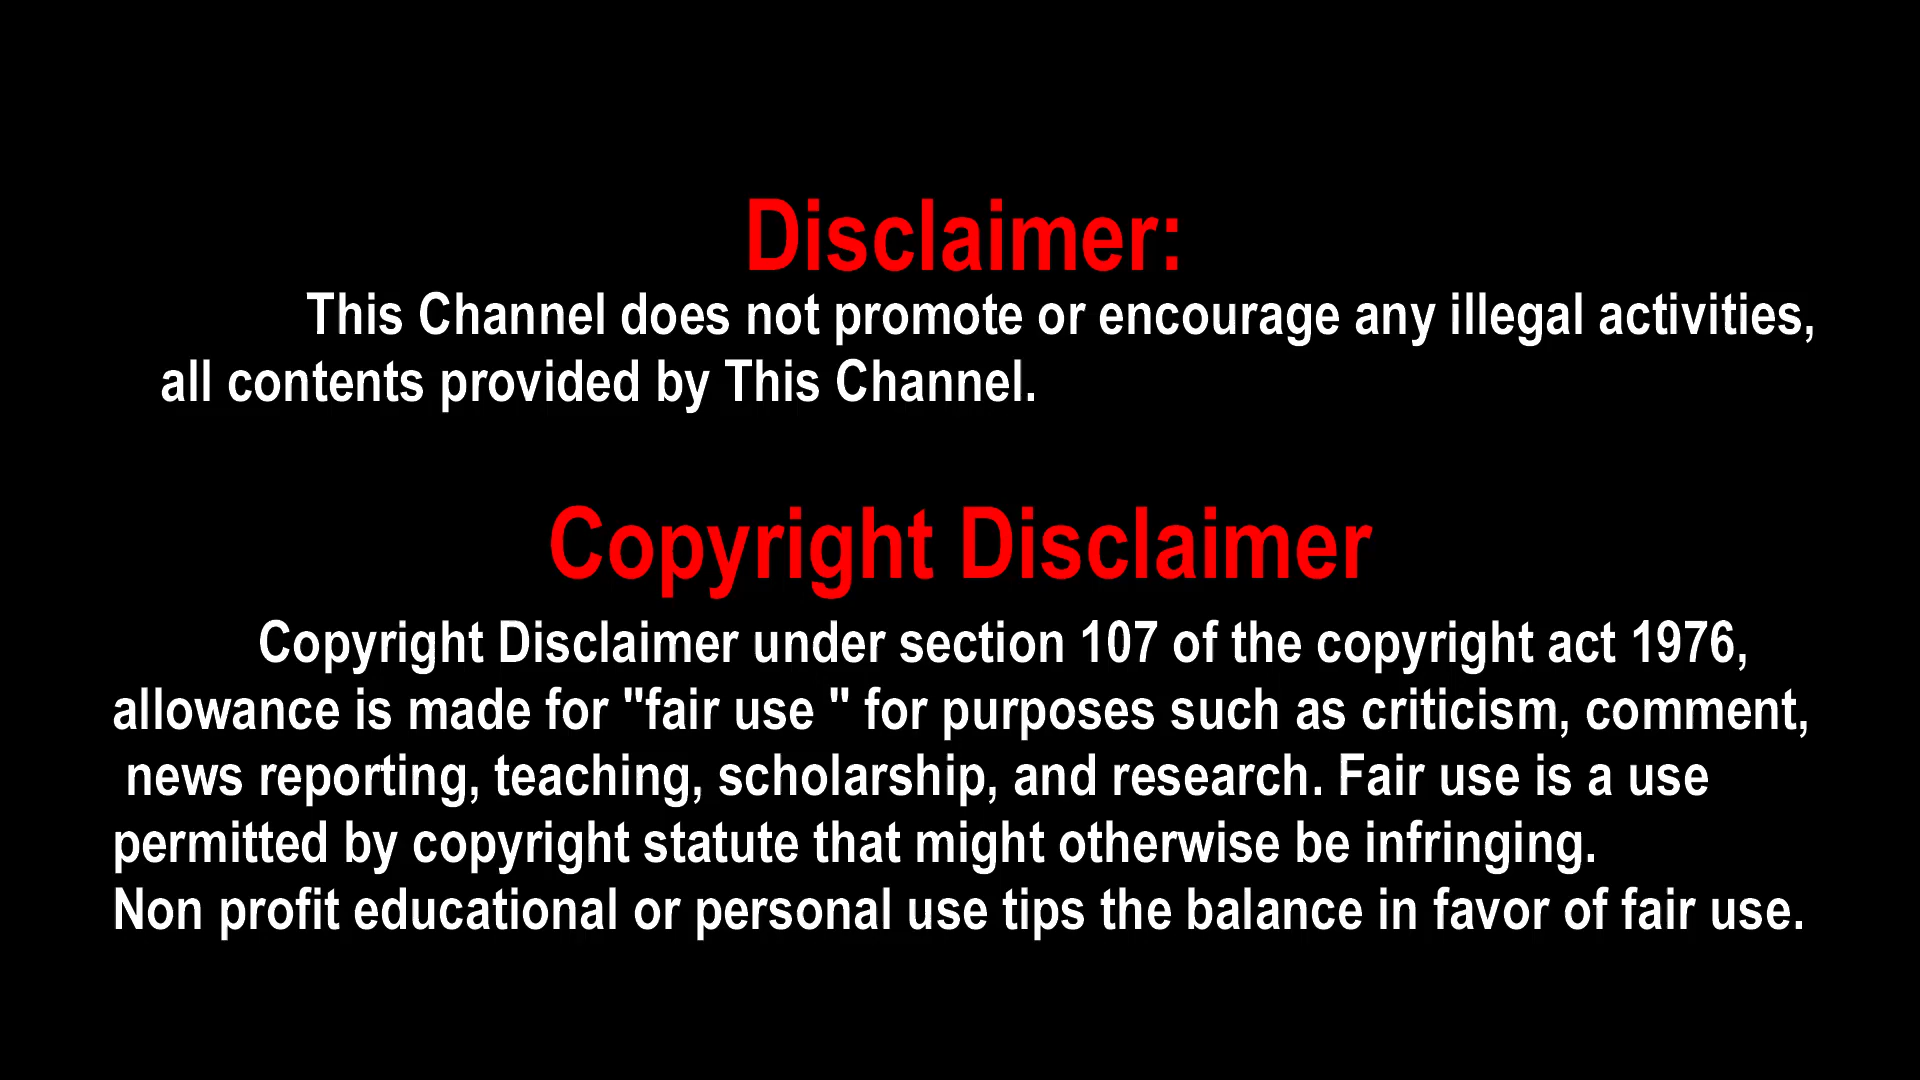 Disclaimer:
This Channel does not promote or encourage any illegal activities,
all contents provided by This Channel.
Copyright Disclaimer
Copyright Disclaimer under section 107 of the copyright act 1976,
allowance is made for "fair use " for purposes such as criticism, comment,
news reporting, teaching, scholarship, and research. Fair use is a use
permitted by copyright statute that might otherwise be infringing.
Non profit educational or personal use tips the balance in favor of fair use.